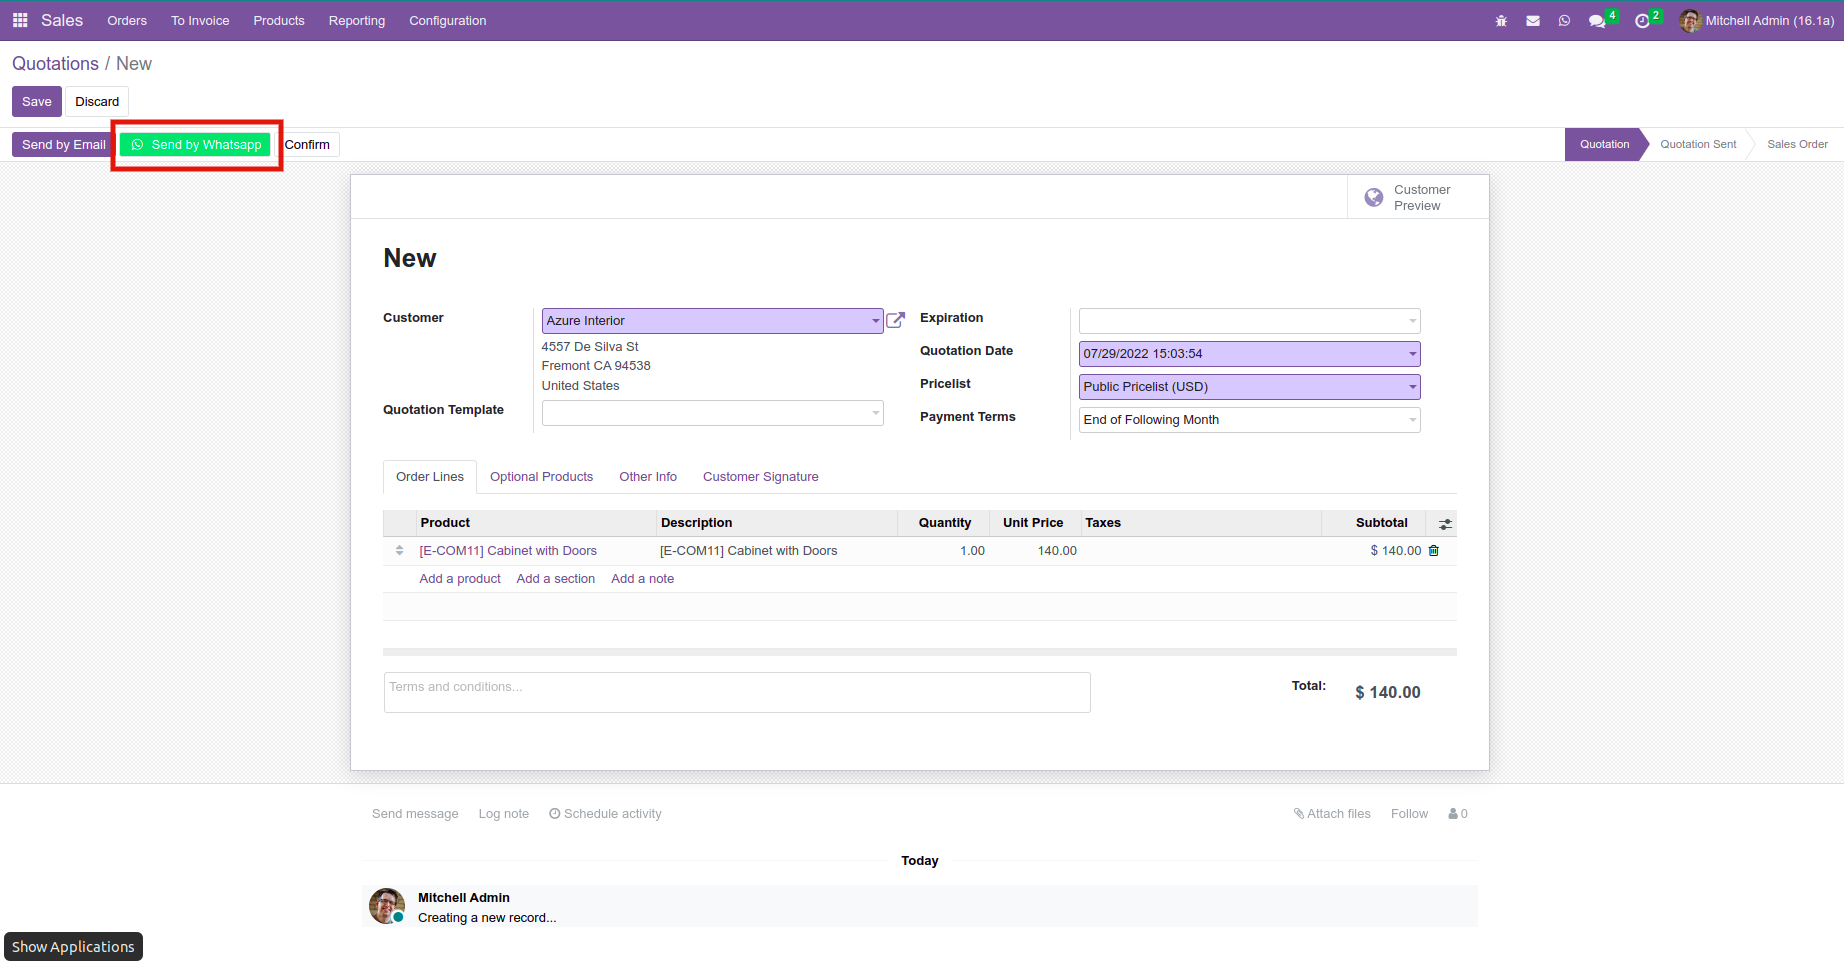 Sales Orders To Invoice Products Reporting Configuration 4 2 Mitchell Admin (16.1a)
Quotations / New
Save Discard
Send by Email Send by Whatsapp Confirm Quotation Quotation Sent Sales Order
Customer
Preview
New
Customer Azure Interior
4557 De Silva St
Fremont CA 94538
United States
Quotation Template
Expiration
Quotation Date 07/29/2022 15:03:54
Pricelist Public Pricelist (USD)
Payment Terms End of Following Month
Order Lines Optional Products Other Info Customer Signature
Product Description Quantity Unit Price Taxes Subtotal
[E-COM11] Cabinet with Doors [E-COM11] Cabinet with Doors 1.00 140.00 $ 140.00
Add a product Add a section Add a note
Terms and conditions...
Total: $ 140.00
Send message Log note Schedule activity Attach files Follow 0
Today
Mitchell Admin
Creating a new record...
Show Applications